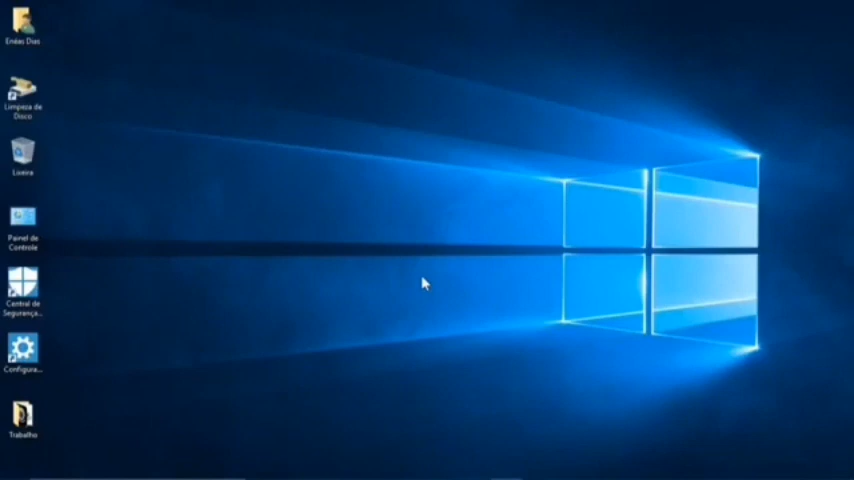 Enéas Dias
Limpeza de
Disco
Lixeira
Painel de
Controle
Central de
Segurança...
Configura...
Trabalho